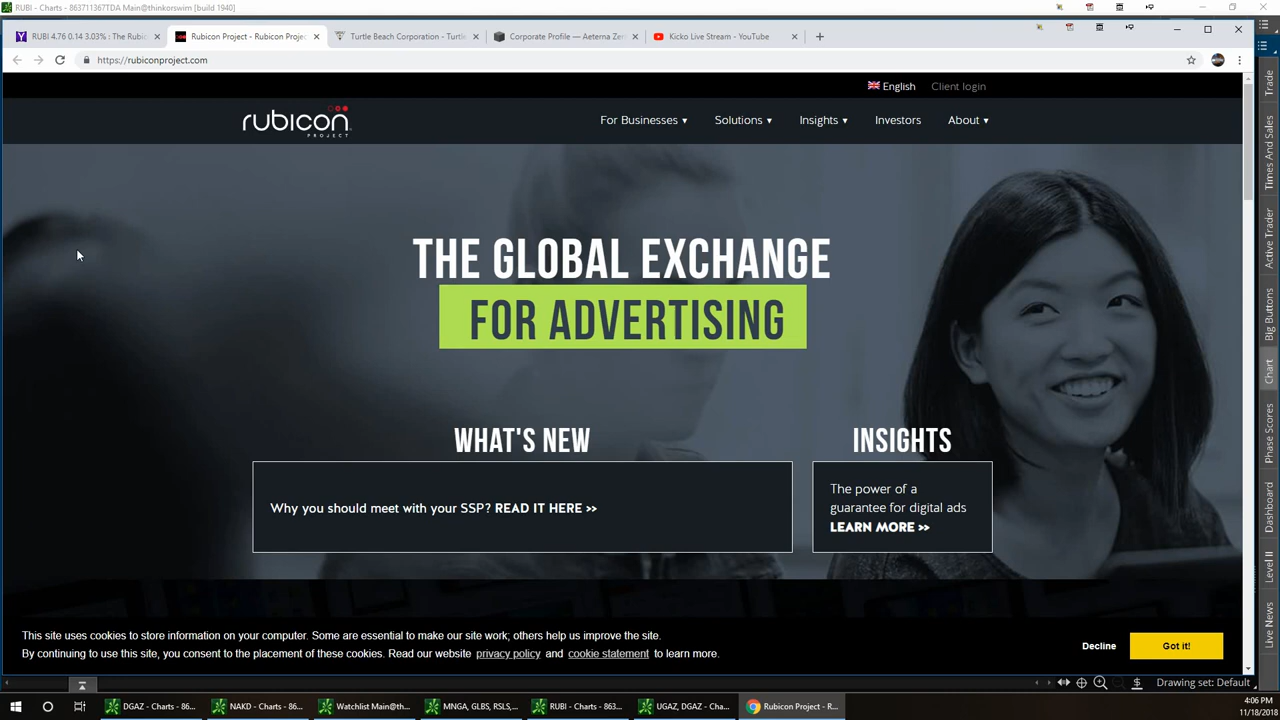 RUBI - Charts - 863711367TDA Main@thinkorswim [build 1940]
RUBI 4.76 0.14 3.03% : The Rubic
Rubicon Project - Rubicon Proje
Turtle Beach Corporation - Turtle
Corporate Profile — Aeterna Zen
Kicko Live Stream - YouTube
https://rubiconproject.com
English
Client login
rubicon
PROJECT
For Businesses ▾
Solutions ▾
Insights ▾
Investors
About ▾
THE GLOBAL EXCHANGE
FOR ADVERTISING
WHAT'S NEW
INSIGHTS
Why you should meet with your SSP? READ IT HERE >>
The power of a
guarantee for digital ads
LEARN MORE >>
This site uses cookies to store information on your computer. Some are essential to make our site work; others help us improve the site.
By continuing to use this site, you consent to the placement of these cookies. Read our website privacy policy and cookie statement to learn more.
Decline
Got it!
Trade
Times And Sales
Active Trader
Big Buttons
Chart
Phase Scores
Dashboard
Level II
Live News
Drawing set: Default
DGAZ - Charts - 86...
NAKD - Charts - 86...
Watchlist Main@th...
MNGA, GLBS, RSLS,...
RUBI - Charts - 863...
UGAZ, DGAZ - Cha...
Rubicon Project - R...
4:06 PM
11/18/2018